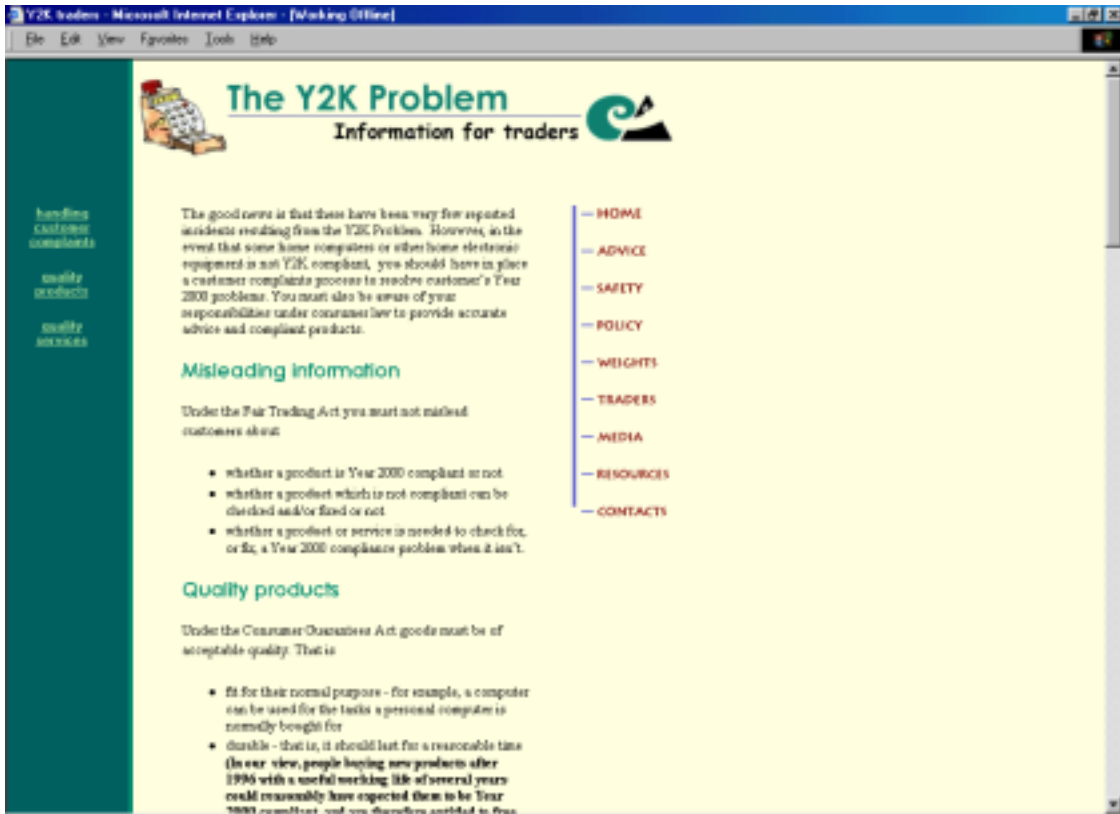 Y2K traders - Microsoft Internet Explorer - [Working Offline]
File Edit View Favorites Tools Help
The Y2K Problem
Information for traders
handling
customer
complaints
quality
products
quality
services
The good news is that there have been very few reported
incidents resulting from the Y2K Problem. However, in the
event that some home computers or other home electronic
equipment is not Y2K compliant, you should have in place
a customer complaints process to resolve customer's Year
2000 problems. You must also be aware of your
responsibilities under consumer law to provide accurate
advice and compliant products.
Misleading information
Under the Fair Trading Act you must not mislead
customers about
• whether a product is Year 2000 compliant or not
• whether a product which is not compliant can be
checked and/or fixed or not
• whether a product or service is needed to check for,
or fix, a Year 2000 compliance problem when it isn't.
Quality products
Under the Consumer Guarantees Act goods must be of
acceptable quality. That is
• fit for their normal purpose - for example, a computer
can be used for the tasks a personal computer is
normally bought for
• durable - that is, it should last for a reasonable time
(In our view, people buying new products after
1996 with a useful working life of several years
could reasonably have expected them to be Year
2000 compliant, and are therefore entitled to free
HOME
ADVICE
SAFETY
POLICY
WEIGHTS
TRADERS
MEDIA
RESOURCES
CONTACTS